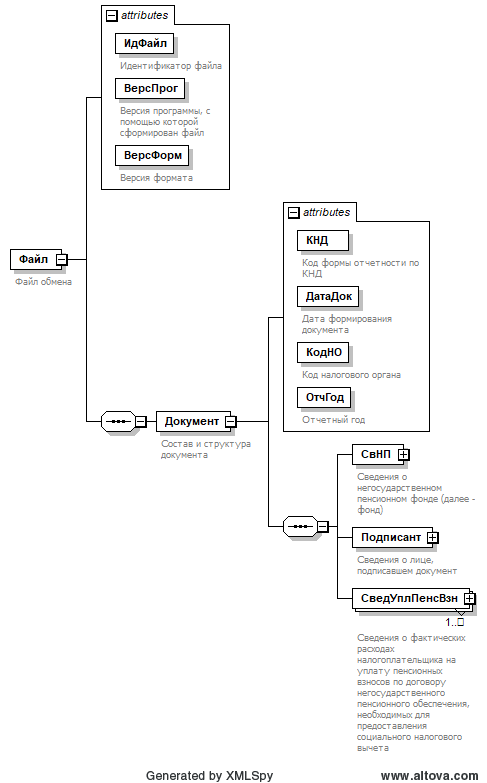 attributes
ИдФайл
Идентификатор файла
ВерсПрог
Версия программы, с
помощью которой
сформирован файл
ВерсФорм
Версия формата
Файл
Файл обмена
attributes
КНД
Код формы отчетности по
КНД
ДатаДок
Дата формирования
документа
КодНО
Код налогового органа
ОтчГод
Отчетный год
Документ
Состав и структура
документа
СвНП
Сведения о
негосударственном
пенсионном фонде (далее -
фонд)
Подписант
Сведения о лице,
подписавшем документ
СведУплПенсВзн
1..□
Сведения о фактических
расходах
налогоплательщика на
уплату пенсионных
взносов по договору
негосударственного
пенсионного обеспечения,
необходимых для
предоставления
социального налогового
вычета
Generated by XMLSpy
www.altova.com